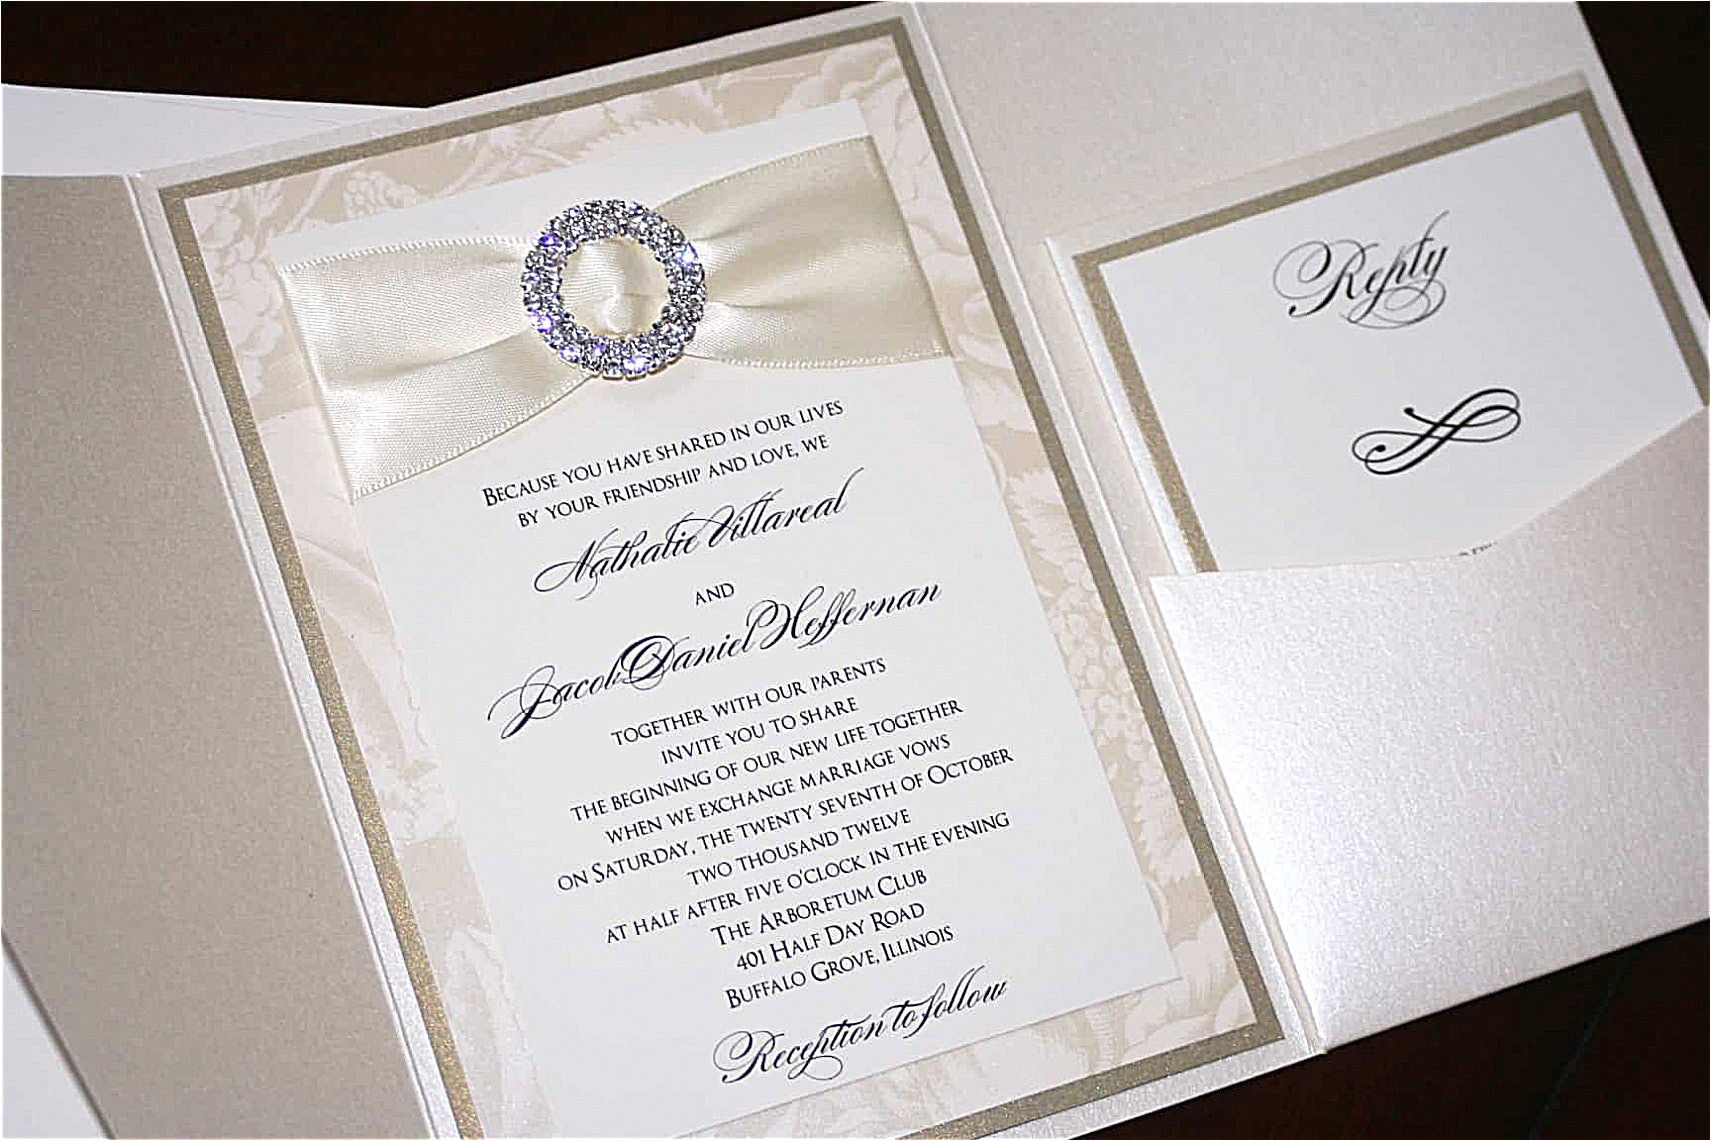 Because you have shared in our lives
by your friendship and love, we
Nathalie Villareal
and
Jacob Daniel Heffernan
together with our parents
invite you to share
the beginning of our new life together
when we exchange marriage vows
on Saturday, the twenty seventh of October
two thousand twelve
at half after five o'clock in the evening
The Arboretum Club
401 Half Day Road
Buffalo Grove, Illinois
Reception to follow
Reply